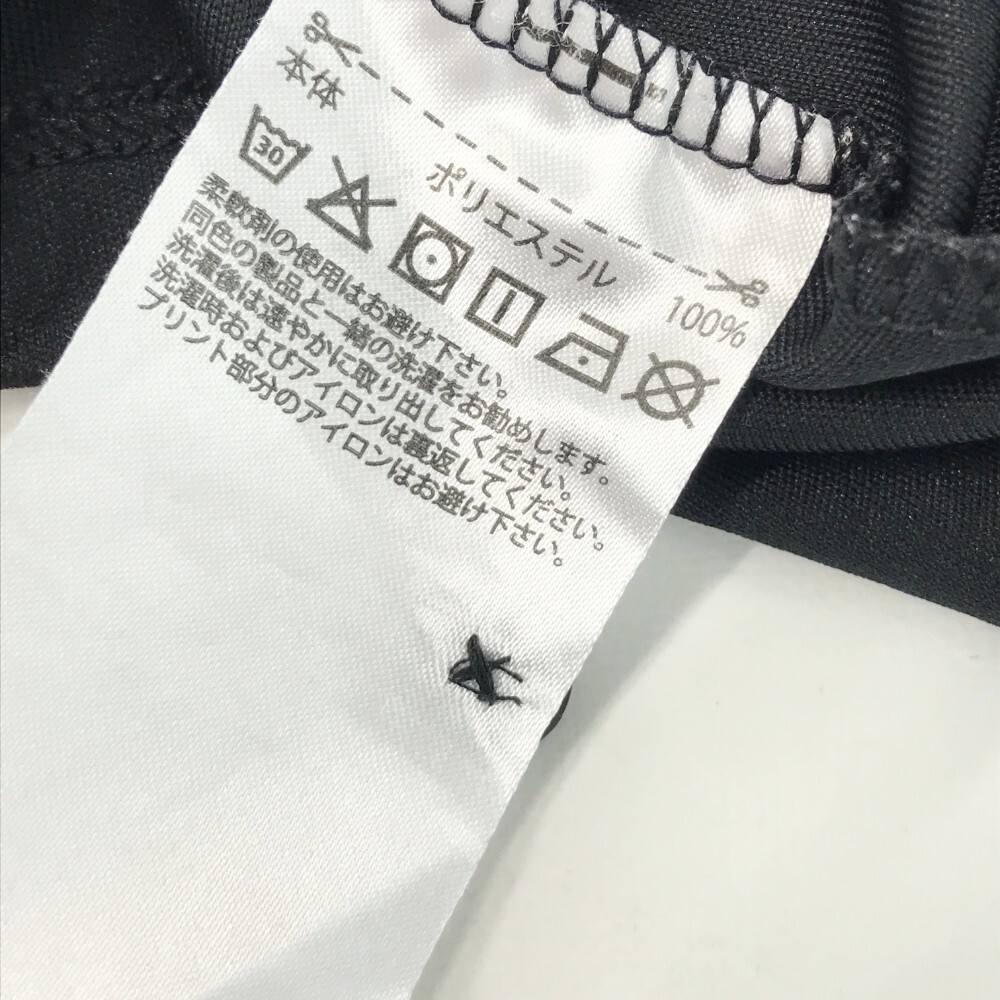 本体
ポリエステル 100%
30
柔軟剤の使用はお避け下さい。
同色の製品と一緒の洗濯をお勧めします。
洗濯後は速やかに取り出してください。
洗濯時およびアイロンは裏返してください。
プリント部分のアイロンはお避け下さい。